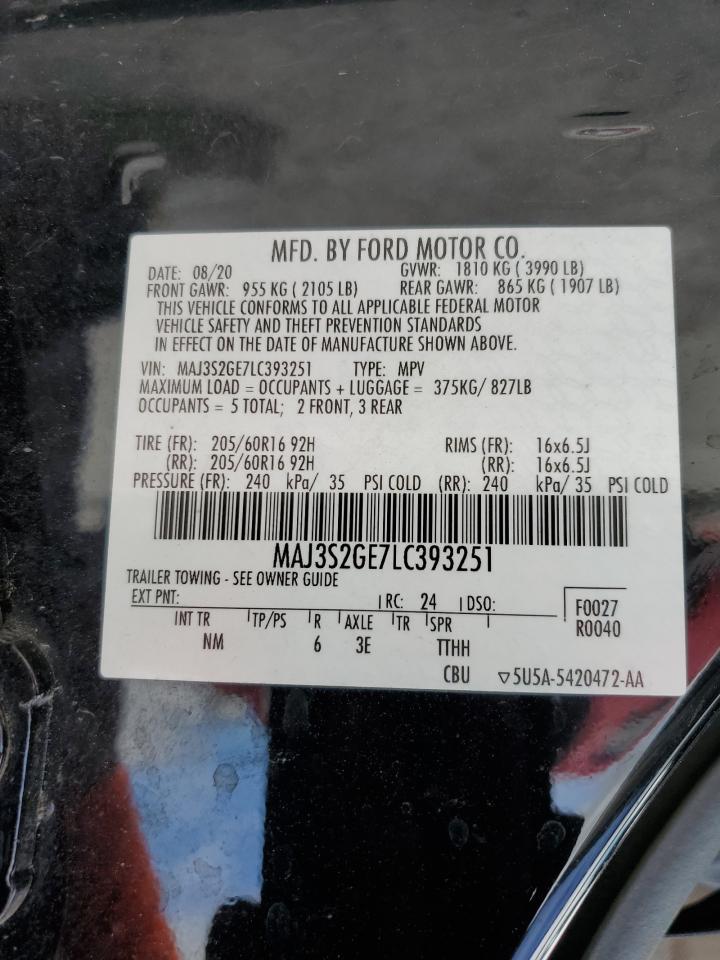 MFD. BY FORD MOTOR CO.
DATE: 08/20 GVWR: 1810 KG ( 3990 LB)
FRONT GAWR: 955 KG ( 2105 LB) REAR GAWR: 865 KG ( 1907 LB)
THIS VEHICLE CONFORMS TO ALL APPLICABLE FEDERAL MOTOR
VEHICLE SAFETY AND THEFT PREVENTION STANDARDS
IN EFFECT ON THE DATE OF MANUFACTURE SHOWN ABOVE.
VIN: MAJ3S2GE7LC393251 TYPE: MPV
MAXIMUM LOAD = OCCUPANTS + LUGGAGE = 375KG/ 827LB
OCCUPANTS = 5 TOTAL; 2 FRONT, 3 REAR
TIRE (FR): 205/60R16 92H RIMS (FR): 16x6.5J
(RR): 205/60R16 92H (RR): 16x6.5J
PRESSURE (FR): 240 kPa/ 35 PSI COLD (RR): 240 kPa/ 35 PSI COLD
MAJ3S2GE7LC393251
TRAILER TOWING - SEE OWNER GUIDE
EXT PNT: RC: 24 DSO: F0027
INT TR TP/PS R AXLE TR SPR R0040
NM 6 3E TTHH
CBU ▽5U5A-5420472-AA